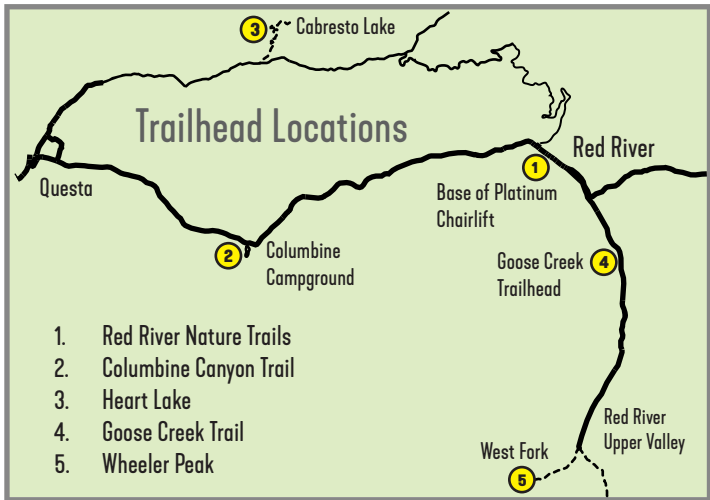 3
Cabresto Lake
Trailhead Locations
Red River
1
Questa
Base of Platinum
Chairlift
2
Columbine
Campground
Goose Creek
Trailhead
4
1. Red River Nature Trails
2. Columbine Canyon Trail
3. Heart Lake
4. Goose Creek Trail
5. Wheeler Peak
Red River
Upper Valley
West Fork
5